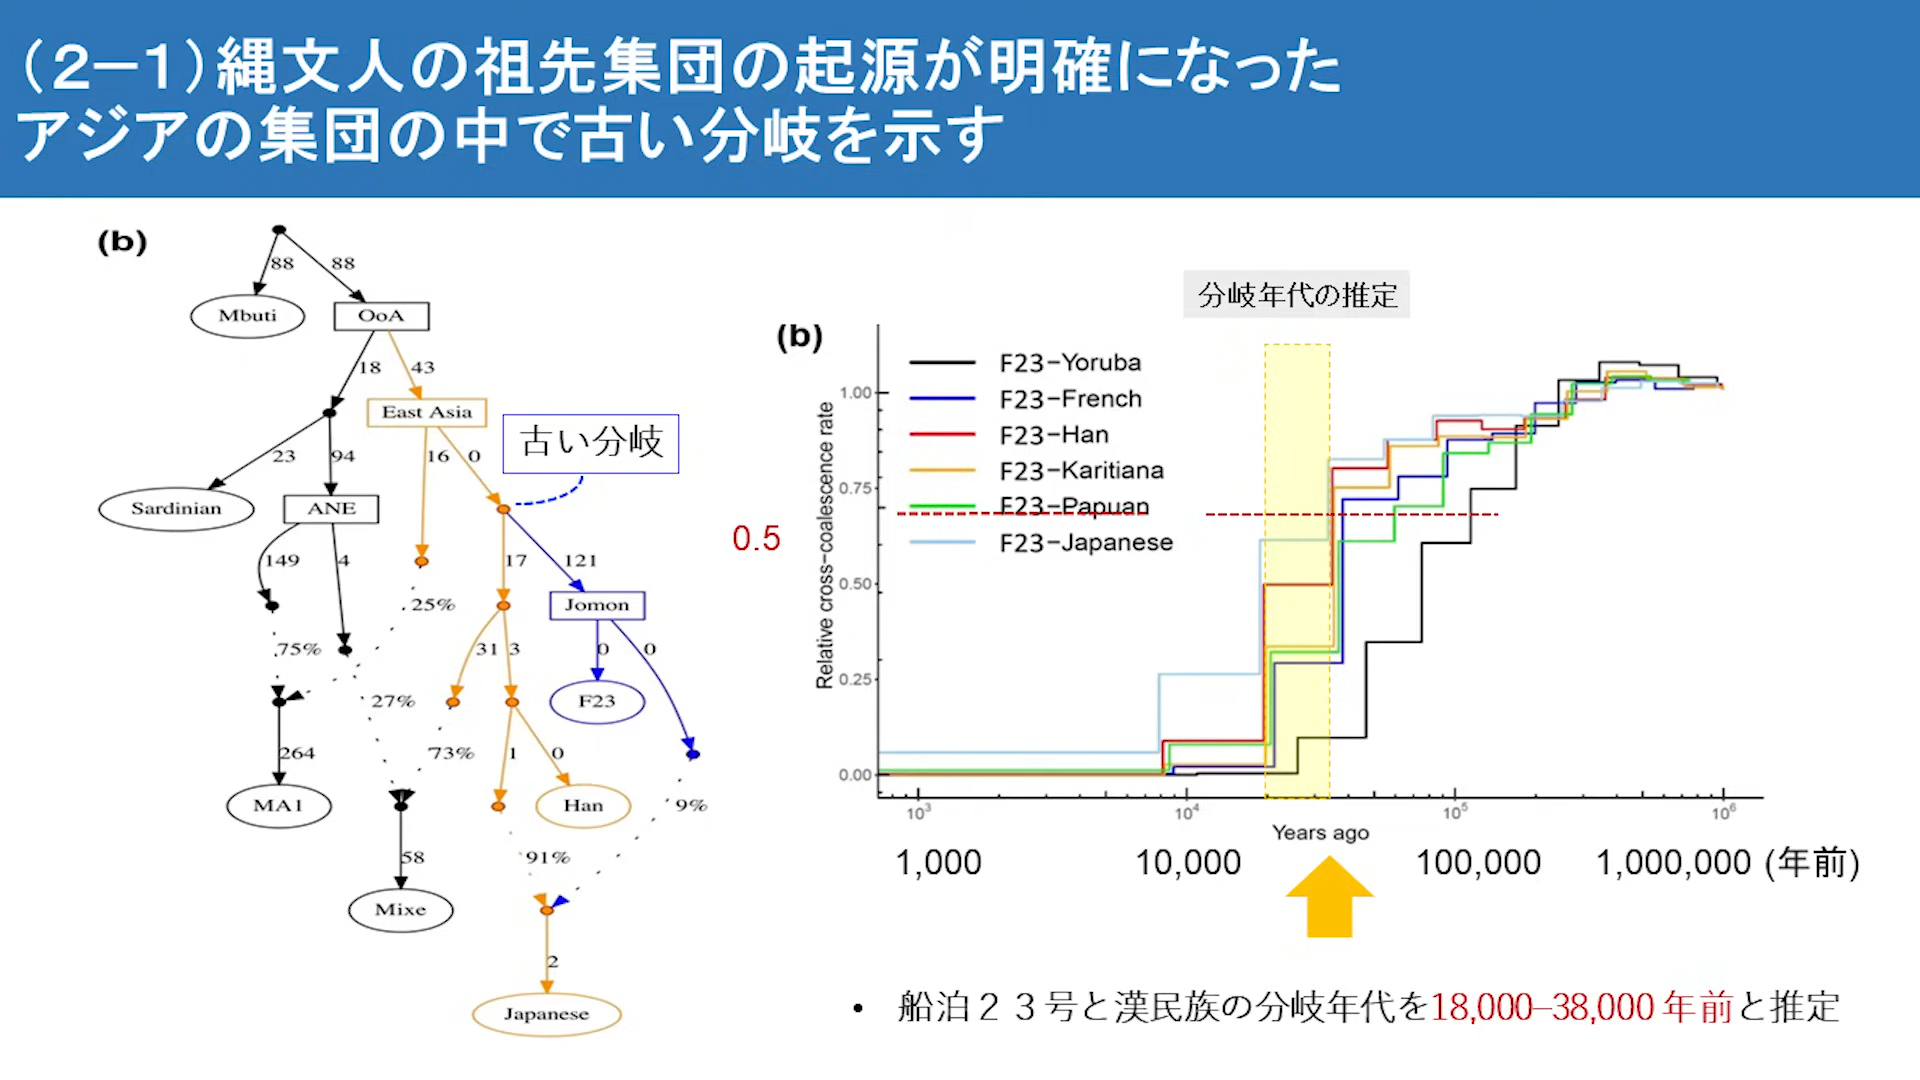 （２－１）縄文人の祖先集団の起源が明確になった
アジアの集団の中で古い分岐を示す
(b)
88
88
Mbuti
OoA
18
43
East Asia
古い分岐
23
94
16
0
Sardinian
ANE
149
4
17
121
25%
Jomon
75%
31
3
0
0
27%
F23
264
73%
1
0
MA1
Han
9%
58
91%
Mixe
2
Japanese
分岐年代の推定
(b)
F23−Yoruba
F23−French
F23−Han
F23−Karitiana
F23−Papuan
F23−Japanese
0.5
Relative cross−coalescence rate
1.00
0.75
0.50
0.25
0.00
10³
10⁴
10⁵
10⁶
Years ago
1,000
10,000
100,000
1,000,000 (年前)
• 船泊２３号と漢民族の分岐年代を18,000–38,000 年前と推定